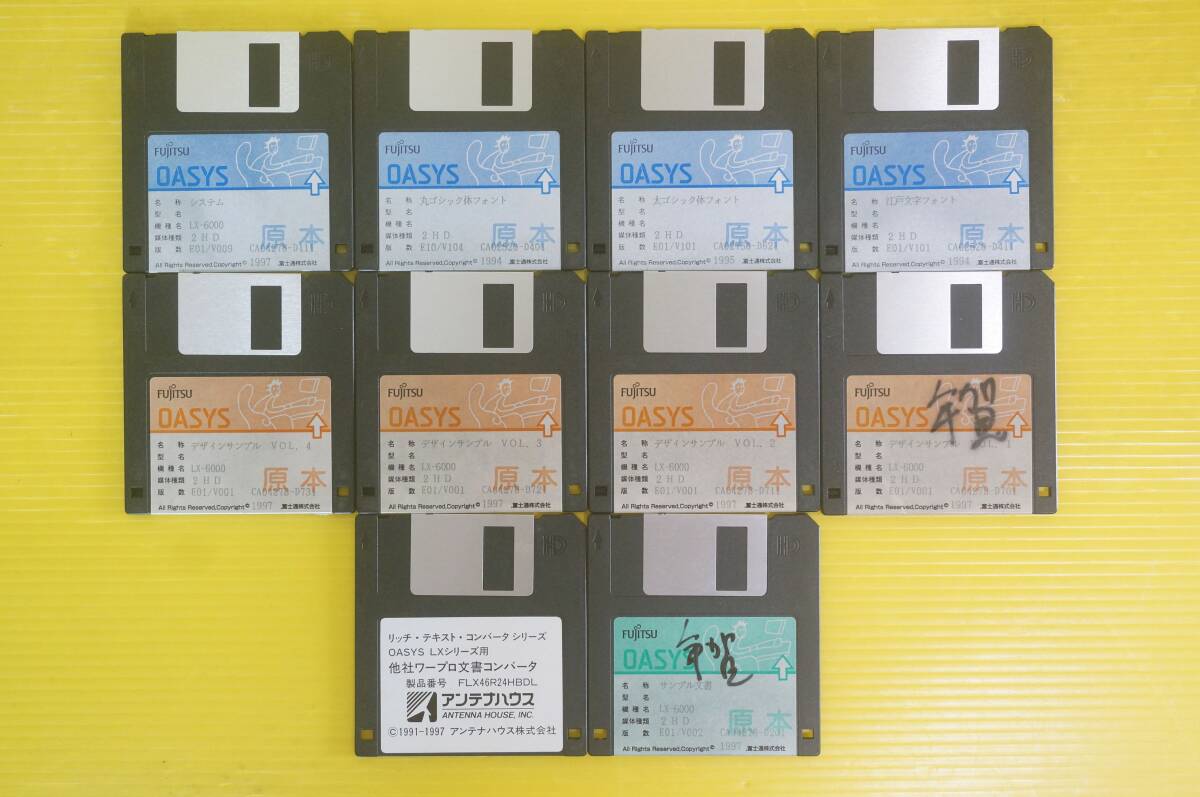 HD
FUJITSU
OASYS
名 称 システム
型 名
機 種 名 LX-6000
媒体種類 2HD
版 数 E01/V009 CA04278-D111
原本
All Rights Reserved,Copyright© 1997 富士通株式会社
FUJITSU
OASYS
名 称 丸ゴシック体フォント
型 名
機 種 名
媒体種類 2HD
版 数 E10/V104
原本
All Rights Reserved,Copyright© 1994 富士通株式会社
FUJITSU
OASYS
名 称 太ゴシック体フォント
型 名
機 種 名
媒体種類 2HD
版 数 E01/V101
原本
All Rights Reserved,Copyright© 1995 富士通株式会社
HD
FUJITSU
OASYS
名 称 江戸文字フォント
型 名
機 種 名
媒体種類 2HD
版 数 E01/V101
原本
All Rights Reserved,Copyright© 1994 富士通株式会社
HD
FUJITSU
OASYS
名 称 デザインサンプル VOL.4
型 名
機 種 名 LX-6000
媒体種類 2HD
版 数 E01/V001 CA04278-D731
原本
All Rights Reserved,Copyright© 1997 富士通株式会社
HD
FUJITSU
OASYS
名 称 デザインサンプル VOL.3
型 名
機 種 名 LX-6000
媒体種類 2HD
版 数 E01/V001 CA04278-D721
原本
All Rights Reserved,Copyright© 1997 富士通株式会社
HD
FUJITSU
OASYS
名 称 デザインサンプル VOL.2
型 名
機 種 名 LX-6000
媒体種類 2HD
版 数 E01/V001 CA04278-D711
原本
All Rights Reserved,Copyright© 1997 富士通株式会社
HD
FUJITSU
OASYS
年賀
名 称 デザインサンプル VOL.1
型 名
機 種 名 LX-6000
媒体種類 2HD
版 数 E01/V001 CA04278-D701
原本
All Rights Reserved,Copyright© 1997 富士通株式会社
HD
リッチ・テキスト・コンバータ シリーズ
OASYS LXシリーズ用
他社ワープロ文書コンバータ
製品番号 FLX46R24HBDL
アンテナハウス
ANTENNA HOUSE, INC.
©1991-1997 アンテナハウス株式会社
HD
FUJITSU
OASYS
年賀
名 称 サンプル文書
型 名
機 種 名 LX-6000
媒体種類 2HD
版 数 E01/V002
原本
All Rights Reserved,Copyright© 1997 富士通株式会社